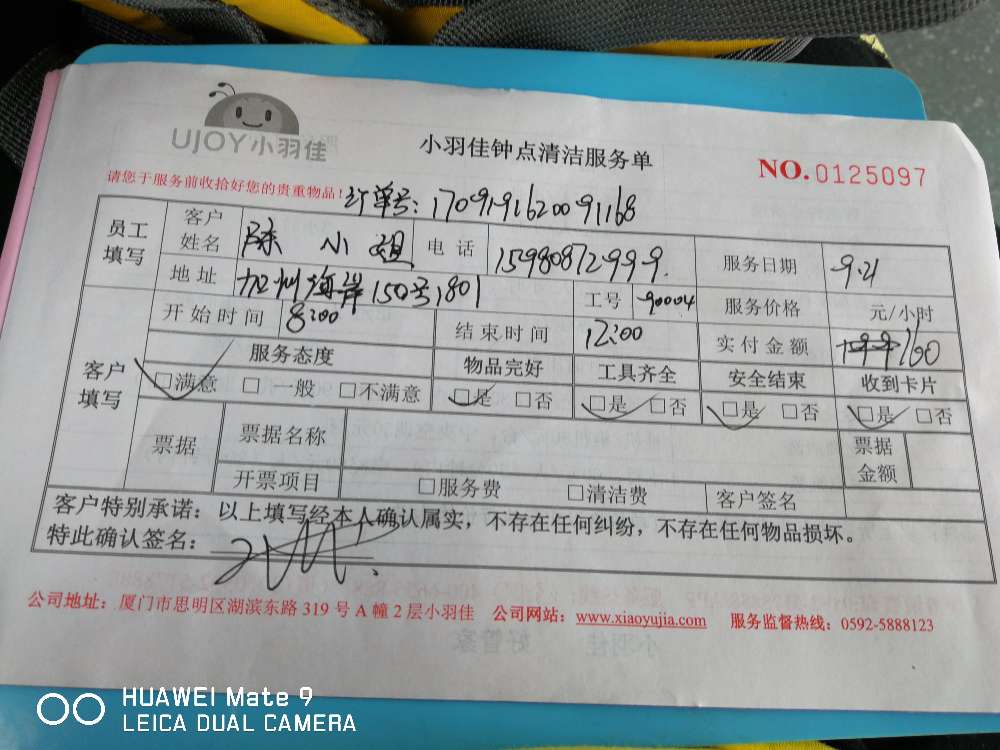 UJOY小羽佳
小羽佳钟点清洁服务单
NO.0125097
请您于服务前收拾好您的贵重物品!
订单号:17091916200091168
员工填写 客户姓名 陈小姐 电话 15980872999. 服务日期 9.21
地址 加州海岸150号1801 工号 90004 服务价格 元/小时
客户填写 开始时间 8:00 结束时间 12:00 实付金额 160
服务态度 物品完好 工具齐全 安全结束 收到卡片
□满意 □一般 □不满意 □是 □否 □是 □否 □是 □否 □是 □否
票据 票据名称 票据金额
开票项目 □服务费 □清洁费 客户签名
客户特别承诺:以上填写经本人确认属实,不存在任何纠纷,不存在任何物品损坏。
特此确认签名:
公司地址:厦门市思明区湖滨东路319号A幢2层小羽佳 公司网站:www.xiaoyujia.com 服务监督热线:0592-5888123
HUAWEI Mate 9
LEICA DUAL CAMERA